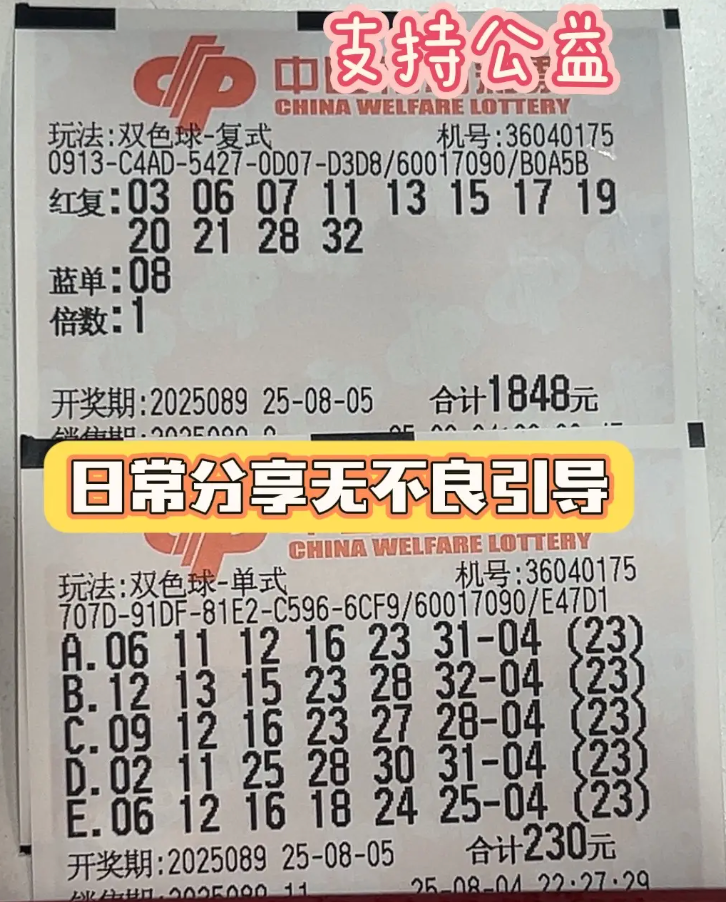 支持公益
中
CHINA WELFARE LOTTERY
玩法:双色球-复式 机号:36040175
0913-C4AD-5427-0D07-D3D8/60017090/B0A5B
红复:03 06 07 11 13 15 17 19
20 21 28 32
蓝单:08
倍数:1
开奖期:2025089 25-08-05 合计1848元
日常分享无不良引导
CHINA WELFARE LOTTERY
玩法:双色球-单式 机号:36040175
707D-91DF-81E2-C596-6CF9/60017090/E47D1
A.06 11 12 16 23 31-04 (23)
B.12 13 15 23 28 32-04 (23)
C.09 12 16 23 27 28-04 (23)
D.02 11 25 28 30 31-04 (23)
E.06 12 16 18 24 25-04 (23)
开奖期:2025089 25-08-05 合计230元
销售期:2025089 11 25-08-04 22:27:29